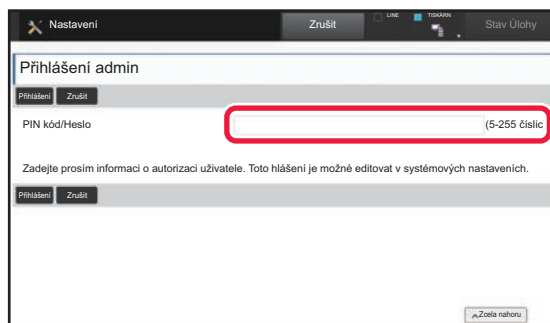 Nastavení
Zrušit
LINE
TISKÁRN
Stav Úlohy
Přihlášení admin
Přihlášení Zrušit
PIN kód/Heslo (5-255 číslic
Zadejte prosím informaci o autorizaci uživatele. Toto hlášení je možné editovat v systémových nastaveních.
Přihlášení Zrušit
Zcela nahoru